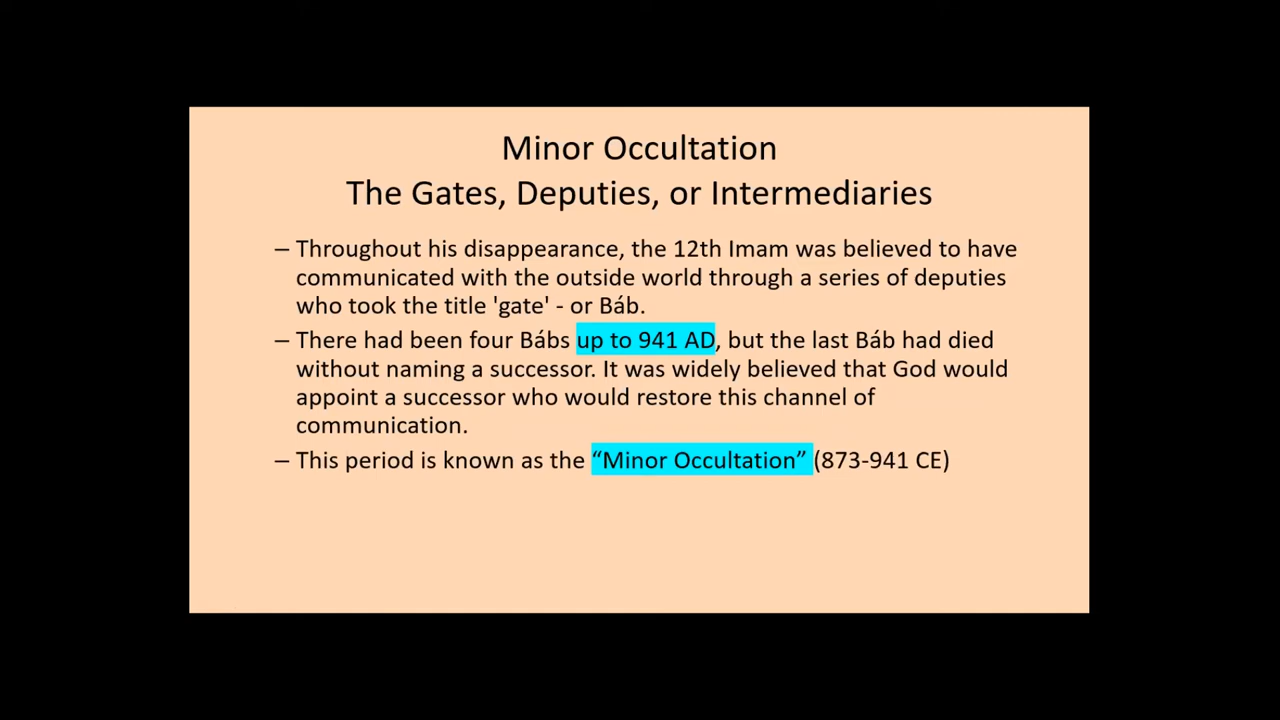 Minor Occultation
The Gates, Deputies, or Intermediaries
– Throughout his disappearance, the 12th Imam was believed to have
communicated with the outside world through a series of deputies
who took the title 'gate' - or Báb.
– There had been four Bábs up to 941 AD, but the last Báb had died
without naming a successor. It was widely believed that God would
appoint a successor who would restore this channel of
communication.
– This period is known as the “Minor Occultation” (873-941 CE)